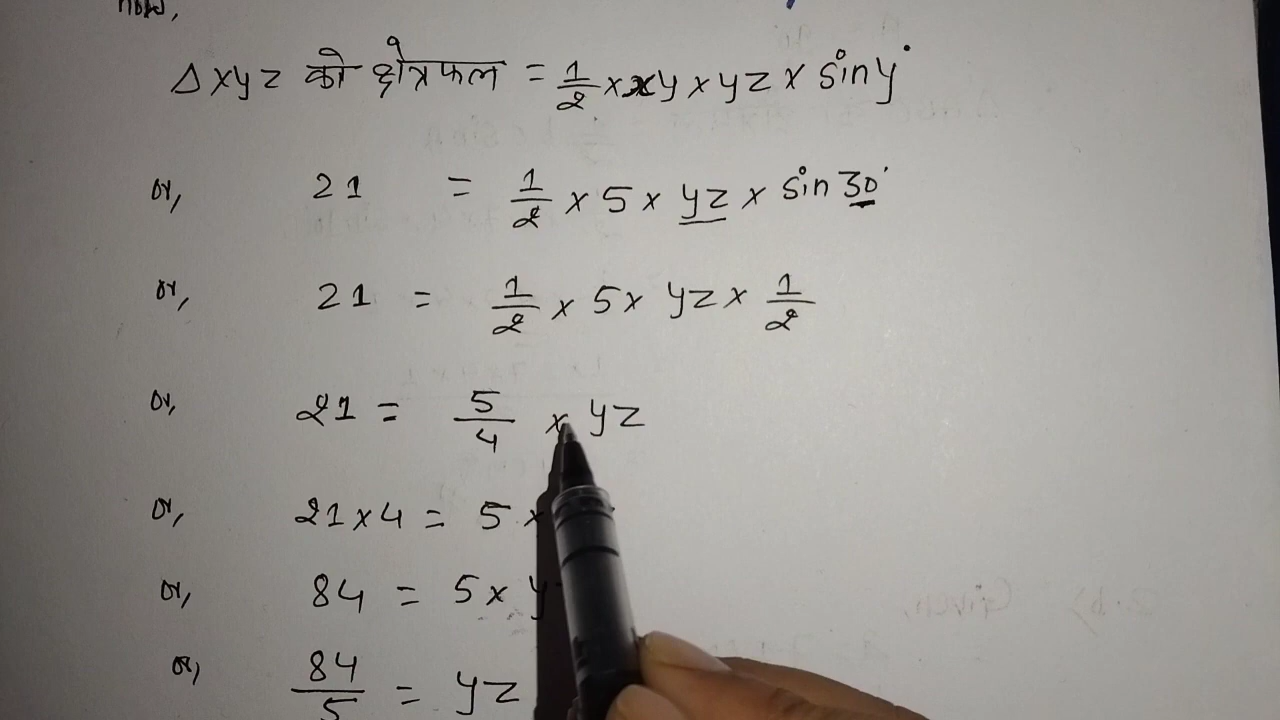 now,
Δ xyz को क्षेत्रफल = 1/2 × xy × yz × sin y°
or, 21 = 1/2 × 5 × yz × sin 30°
or, 21 = 1/2 × 5 × yz × 1/2
or, 21 = 5/4 × yz
or, 21 × 4 = 5 ×
or, 84 = 5 × y
or, 84/5 = yz
Given,